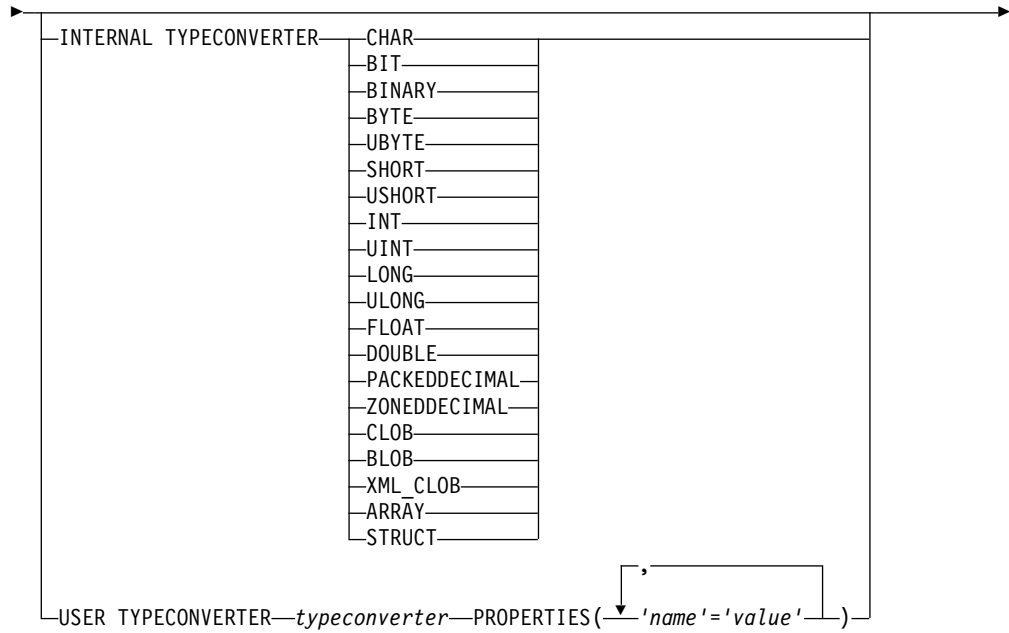 INTERNAL TYPECONVERTER CHAR
BIT
BINARY
BYTE
UBYTE
SHORT
USHORT
INT
UINT
LONG
ULONG
FLOAT
DOUBLE
PACKEDDECIMAL
ZONEDDECIMAL
CLOB
BLOB
XML_CLOB
ARRAY
STRUCT
,
USER TYPECONVERTER typeconverter PROPERTIES( 'name'='value' )